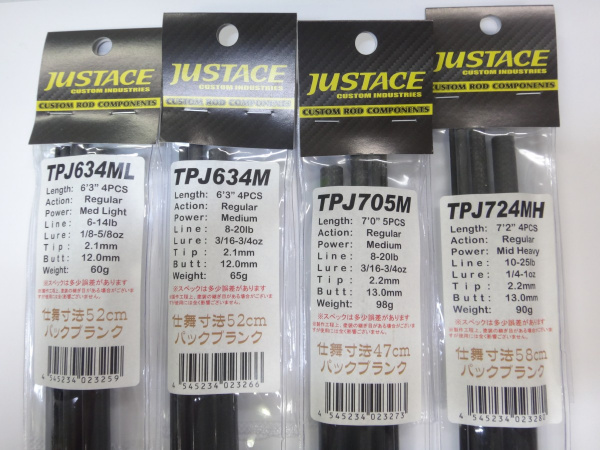 JUSTACE
CUSTOM INDUSTRIES
CUSTOM ROD COMPONENTS
TPJ634ML
Length: 6'3" 4PCS
Action: Regular
Power: Med Light
Line: 6-14lb
Lure: 1/8-5/8oz
Tip: 2.1mm
Butt: 12.0mm
Weight: 60g
※スペックは多少誤差があります
仕舞寸法52cm
パックブランク
4 545234 023259
JUSTACE
CUSTOM INDUSTRIES
CUSTOM ROD COMPONENTS
TPJ634M
Length: 6'3" 4PCS
Action: Regular
Power: Medium
Line: 8-20lb
Lure: 3/16-3/4oz
Tip: 2.1mm
Butt: 12.0mm
Weight: 65g
※スペックは多少誤差があります
仕舞寸法52cm
パックブランク
4 545234 023266
JUSTACE
CUSTOM INDUSTRIES
CUSTOM ROD COMPONENTS
TPJ705M
Length: 7'0" 5PCS
Action: Regular
Power: Medium
Line: 8-20lb
Lure: 3/16-3/4oz
Tip: 2.2mm
Butt: 13.0mm
Weight: 98g
※スペックは多少誤差があります
仕舞寸法47cm
パックブランク
4 545234 023273
JUSTACE
CUSTOM INDUSTRIES
CUSTOM ROD COMPONENTS
TPJ724MH
Length: 7'2" 4PCS
Action: Regular
Power: Mid Heavy
Line: 10-25lb
Lure: 1/4-1oz
Tip: 2.2mm
Butt: 13.0mm
Weight: 90g
※スペックは多少誤差があります
仕舞寸法58cm
パックブランク
4 545234 023280